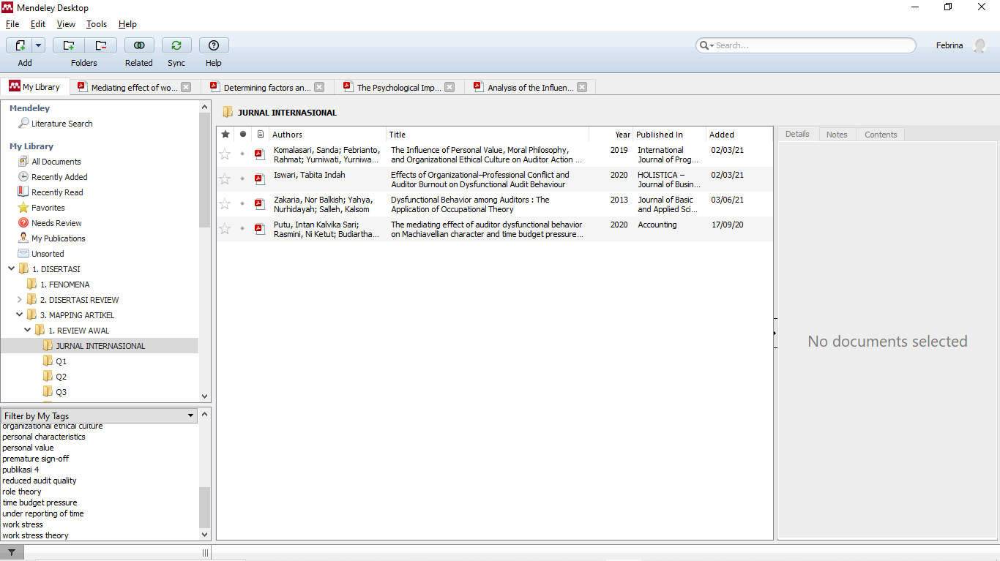 Mendeley Desktop
File Edit View Tools Help
Search...
Febrina
Add Folders Related Sync Help
My Library
Mediating effect of wo...
Determining factors an...
The Psychological Imp...
Analysis of the Influen...
Mendeley
Literature Search
My Library
All Documents
Recently Added
Recently Read
Favorites
Needs Review
My Publications
Unsorted
1. DISERTASI
1. FENOMENA
2. DISERTASI REVIEW
3. MAPPING ARTIKEL
1. REVIEW AWAL
JURNAL INTERNASIONAL
Q1
Q2
Q3
Filter by My Tags
organizational ethical culture
personal characteristics
personal value
premature sign-off
publikasi 4
reduced audit quality
role theory
time budget pressure
under reporting of time
work stress
work stress theory
JURNAL INTERNASIONAL
Authors Title Year Published In Added
Komalasari, Sanda; Febrianto, The Influence of Personal Value, Moral Philosophy, 2019 International 02/03/21
Rahmat; Yurniwati, Yurniwa... and Organizational Ethical Culture on Auditor Action ... Journal of Prog...
Iswari, Tabita Indah Effects of Organizational–Professional Conflict and 2020 HOLISTICA – 02/03/21
Auditor Burnout on Dysfunctional Audit Behaviour Journal of Busin...
Zakaria, Nor Balkish; Yahya, Dysfunctional Behavior among Auditors : The 2013 Journal of Basic 03/06/21
Nurhidayah; Salleh, Kalsom Application of Occupational Theory and Applied Sci...
Putu, Intan Kalvika Sari; The mediating effect of auditor dysfunctional behavior 2020 Accounting 17/09/20
Rasmini, Ni Ketut; Budiartha... on Machiavellian character and time budget pressure...
Details Notes Contents
No documents selected